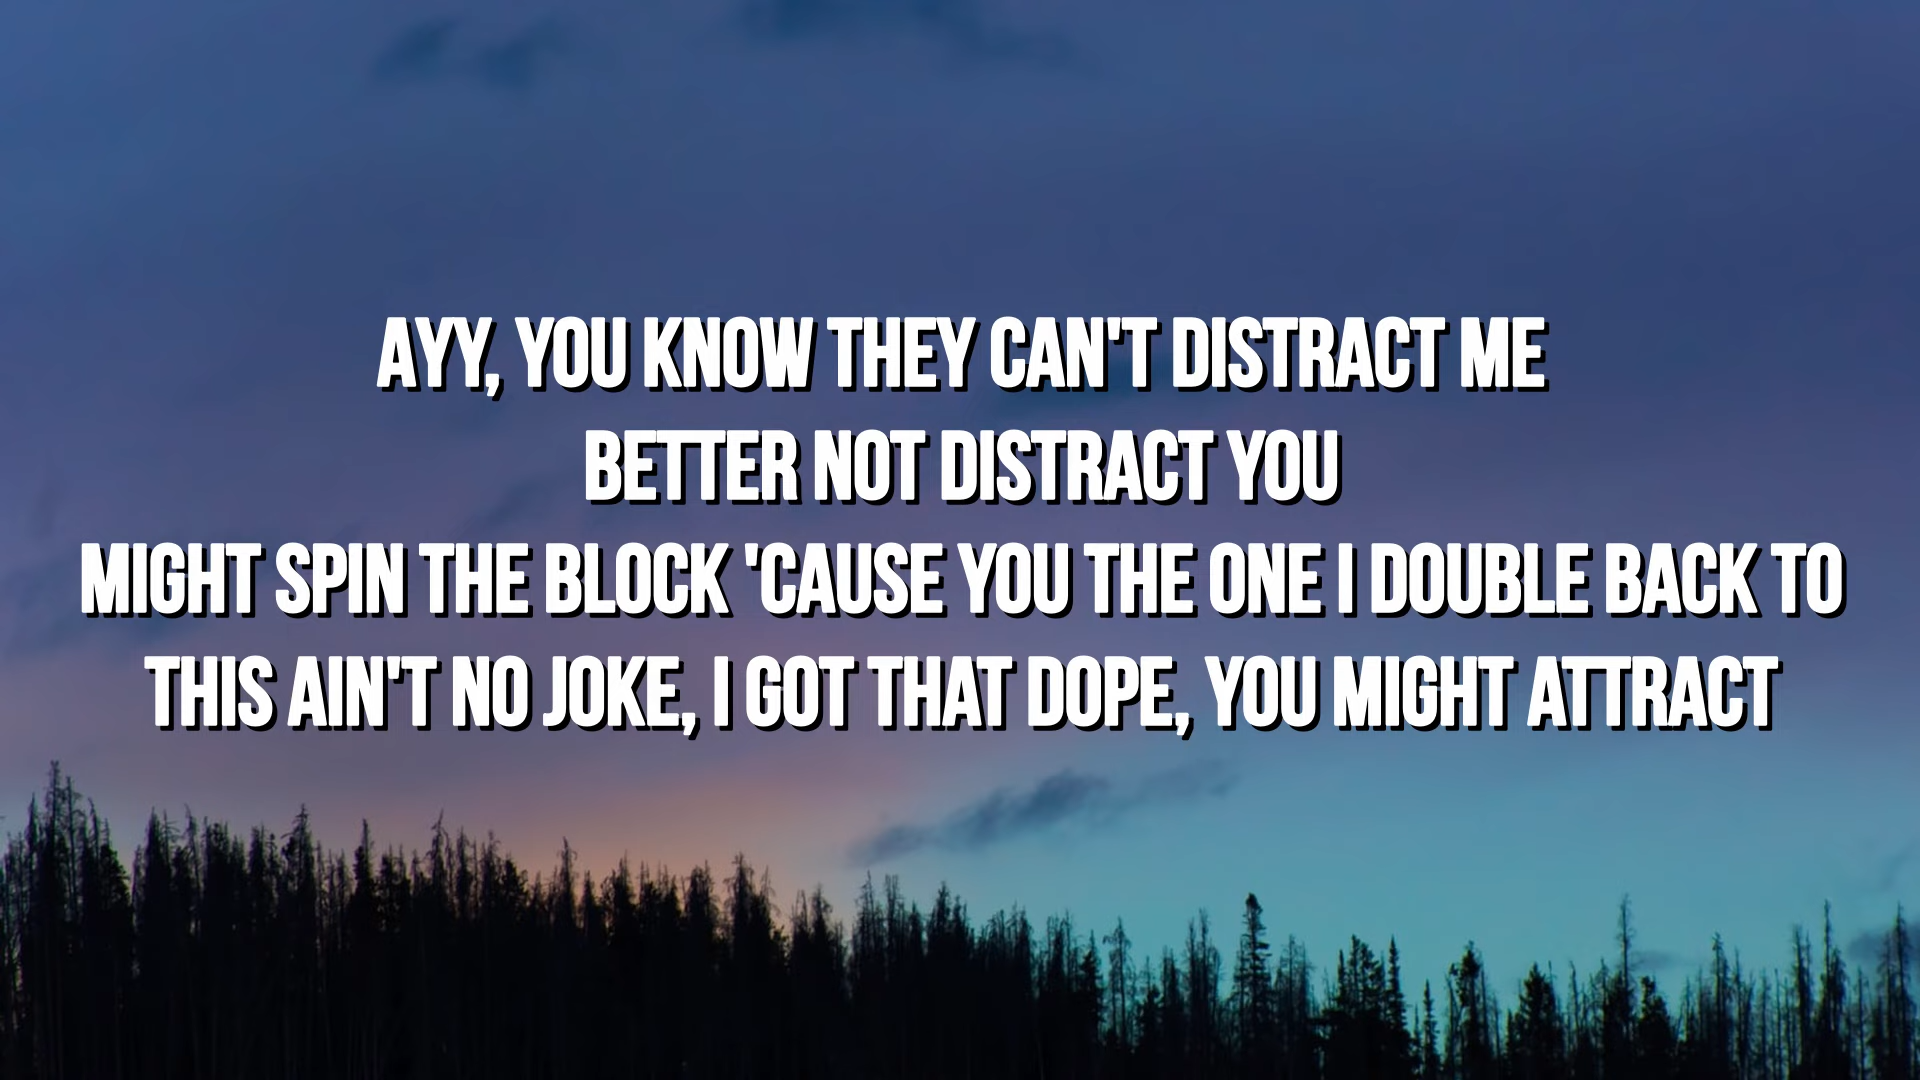 AYY, YOU KNOW THEY CAN'T DISTRACT ME
BETTER NOT DISTRACT YOU
MIGHT SPIN THE BLOCK 'CAUSE YOU THE ONE I DOUBLE BACK TO
THIS AIN'T NO JOKE, I GOT THAT DOPE, YOU MIGHT ATTRACT